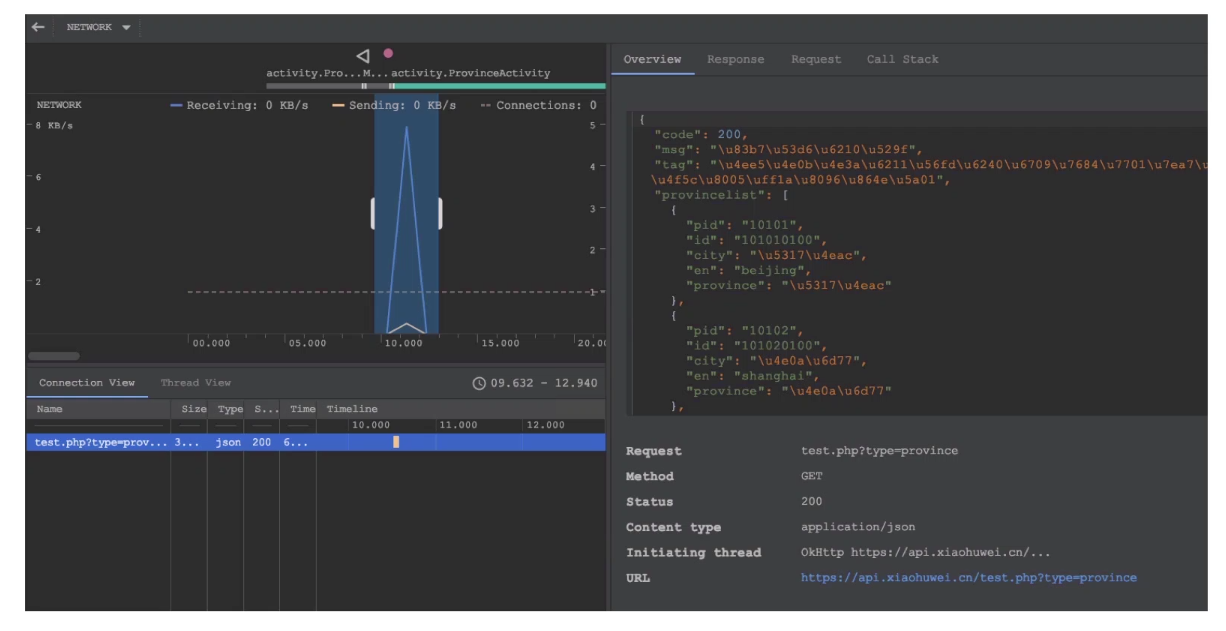 NETWORK
activity.Pro...M... activity.ProvinceActivity
NETWORK
Receiving: 0 KB/s
Sending: 0 KB/s
-- Connections: 0
8 KB/s
6
4
2
5
4
3
2
1
00.000
05.000
10.000
15.000
20.00
Connection View
Thread View
09.632 - 12.940
Name Size Type S... Time Timeline
10.000 11.000 12.000
test.php?type=prov... 3... json 200 6...
Overview Response Request Call Stack
{
"code": 200,
"msg": "\u83b7\u53d6\u6210\u529f",
"tag": "\u4ee5\u4e0b\u4e3a\u6211\u56fd\u6240\u6709\u7684\u7701\u7ea7\u
\u4f5c\u8005\uff1a\u8096\u864e\u5a01",
"provincelist": [
{
"pid": "10101",
"id": "101010100",
"city": "\u5317\u4eac",
"en": "beijing",
"province": "\u5317\u4eac"
},
{
"pid": "10102",
"id": "101020100",
"city": "\u4e0a\u6d77",
"en": "shanghai",
"province": "\u4e0a\u6d77"
},
Request test.php?type=province
Method GET
Status 200
Content type application/json
Initiating thread OkHttp https://api.xiaohuwei.cn/...
URL https://api.xiaohuwei.cn/test.php?type=province